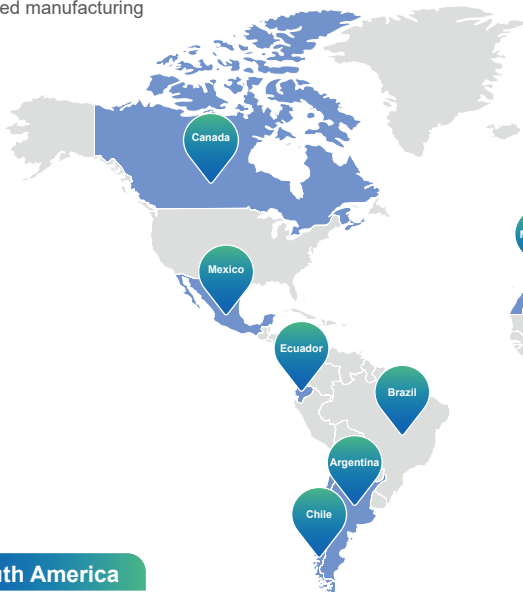 ed manufacturing
Canada
Mexico
Ecuador
Brazil
Argentina
Chile
th America